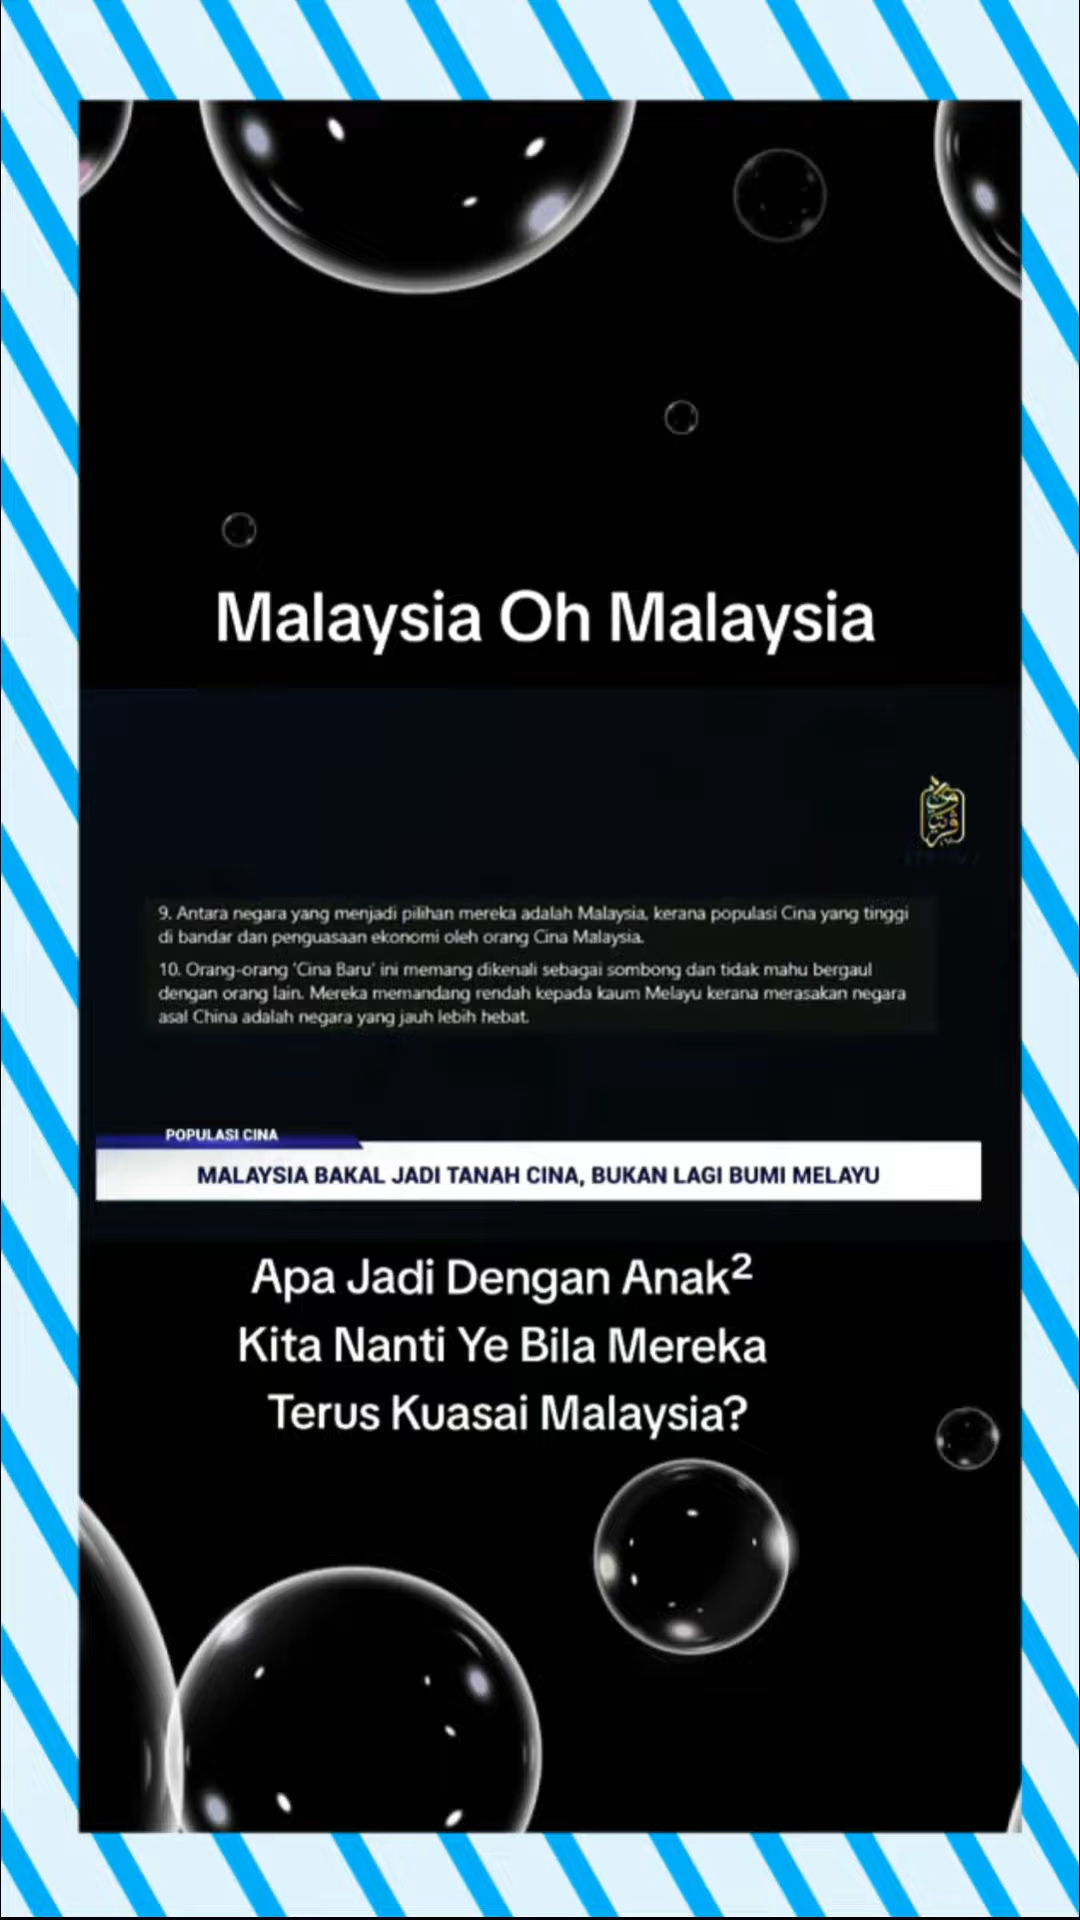 Malaysia Oh Malaysia
9. Antara negara yang menjadi pilihan mereka adalah Malaysia, kerana populasi Cina yang tinggi
di bandar dan penguasaan ekonomi oleh orang Cina Malaysia.
10. Orang-orang 'Cina Baru' ini memang dikenali sebagai sombong dan tidak mahu bergaul
dengan orang lain. Mereka memandang rendah kepada kaum Melayu kerana merasakan negara
asal China adalah negara yang jauh lebih hebat.
POPULASI CINA
MALAYSIA BAKAL JADI TANAH CINA, BUKAN LAGI BUMI MELAYU
Apa Jadi Dengan Anak²
Kita Nanti Ye Bila Mereka
Terus Kuasai Malaysia?